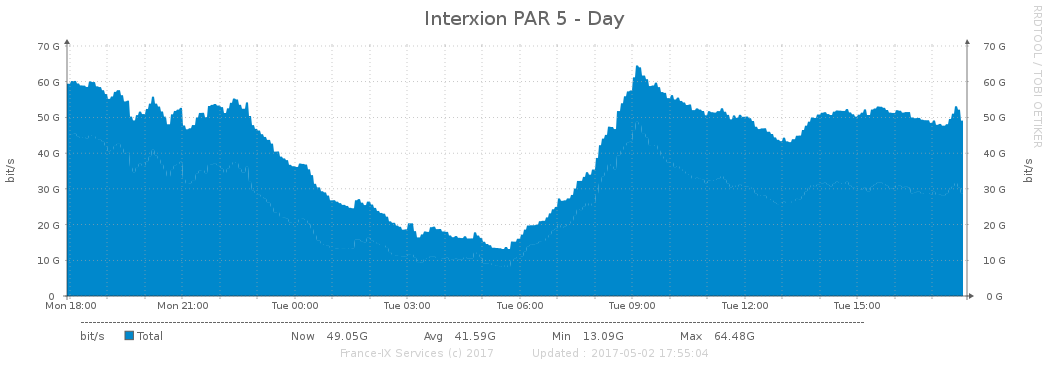 Interxion PAR 5 - Day
RRDTOOL / TOBI OETIKER
70 G 70 G
60 G 60 G
50 G 50 G
40 G 40 G
30 G 30 G
20 G 20 G
10 G 10 G
0 0 G
bit/s bit/s
Mon 18:00 Mon 21:00 Tue 00:00 Tue 03:00 Tue 06:00 Tue 09:00 Tue 12:00 Tue 15:00
bit/s Total Now 49.05G Avg 41.59G Min 13.09G Max 64.48G
France-IX Services (c) 2017 Updated : 2017-05-02 17:55:04